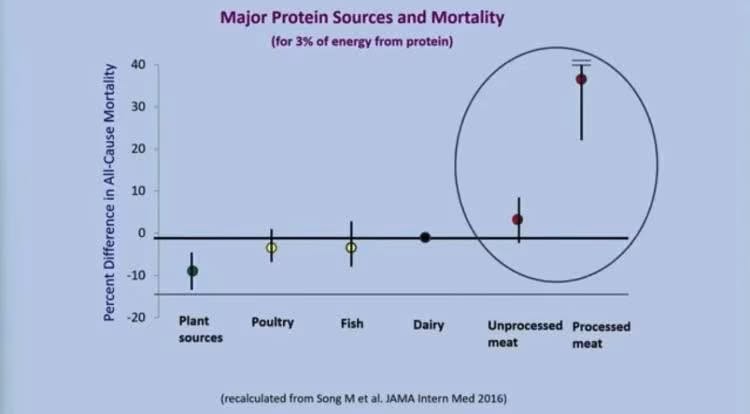 Major Protein Sources and Mortality
(for 3% of energy from protein)
Percent Difference in All-Cause Mortality
40
30
20
10
0
-10
-20
Plant sources
Poultry
Fish
Dairy
Unprocessed meat
Processed meat
(recalculated from Song M et al. JAMA Intern Med 2016)